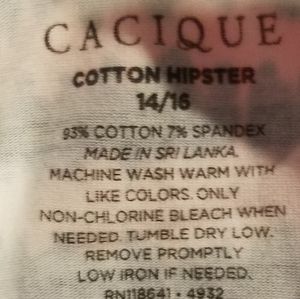 CACIQUE
COTTON HIPSTER
14/16
93% COTTON 7% SPANDEX
MADE IN SRI LANKA.
MACHINE WASH WARM WITH
LIKE COLORS. ONLY
NON-CHLORINE BLEACH WHEN
NEEDED. TUMBLE DRY LOW.
REMOVE PROMPTLY
LOW IRON IF NEEDED.
RN118641 • 4932